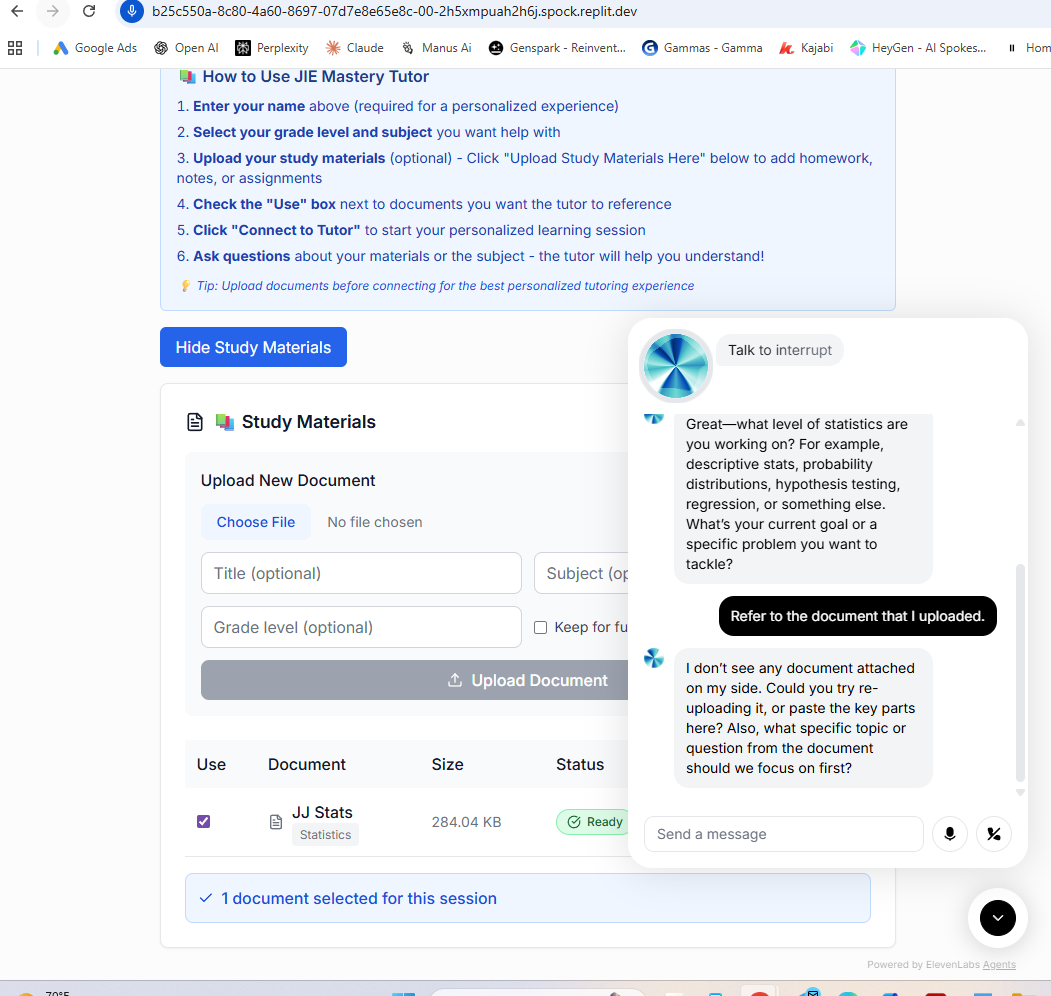 b25c550a-8c80-4a60-8697-07d7e8e65e8c-00-2h5xmpuah2h6j.spock.replit.dev
Google Ads
Open AI
Perplexity
Claude
Manus Ai
Genspark - Reinvent...
Gammas - Gamma
Kajabi
HeyGen - AI Spokes...
Hom
How to Use JIE Mastery Tutor
1. Enter your name above (required for a personalized experience)
2. Select your grade level and subject you want help with
3. Upload your study materials (optional) - Click "Upload Study Materials Here" below to add homework,
notes, or assignments
4. Check the "Use" box next to documents you want the tutor to reference
5. Click "Connect to Tutor" to start your personalized learning session
6. Ask questions about your materials or the subject - the tutor will help you understand!
Tip: Upload documents before connecting for the best personalized tutoring experience
Hide Study Materials
Study Materials
Upload New Document
Choose File No file chosen
Title (optional)
Subject (op
Grade level (optional)
Keep for fu
Upload Document
Use Document Size Status
JJ Stats
Statistics
284.04 KB
Ready
1 document selected for this session
Talk to interrupt
Great—what level of statistics are
you working on? For example,
descriptive stats, probability
distributions, hypothesis testing,
regression, or something else.
What's your current goal or a
specific problem you want to
tackle?
Refer to the document that I uploaded.
I don't see any document attached
on my side. Could you try re-
uploading it, or paste the key parts
here? Also, what specific topic or
question from the document
should we focus on first?
Send a message
Powered by ElevenLabs Agents
70°F